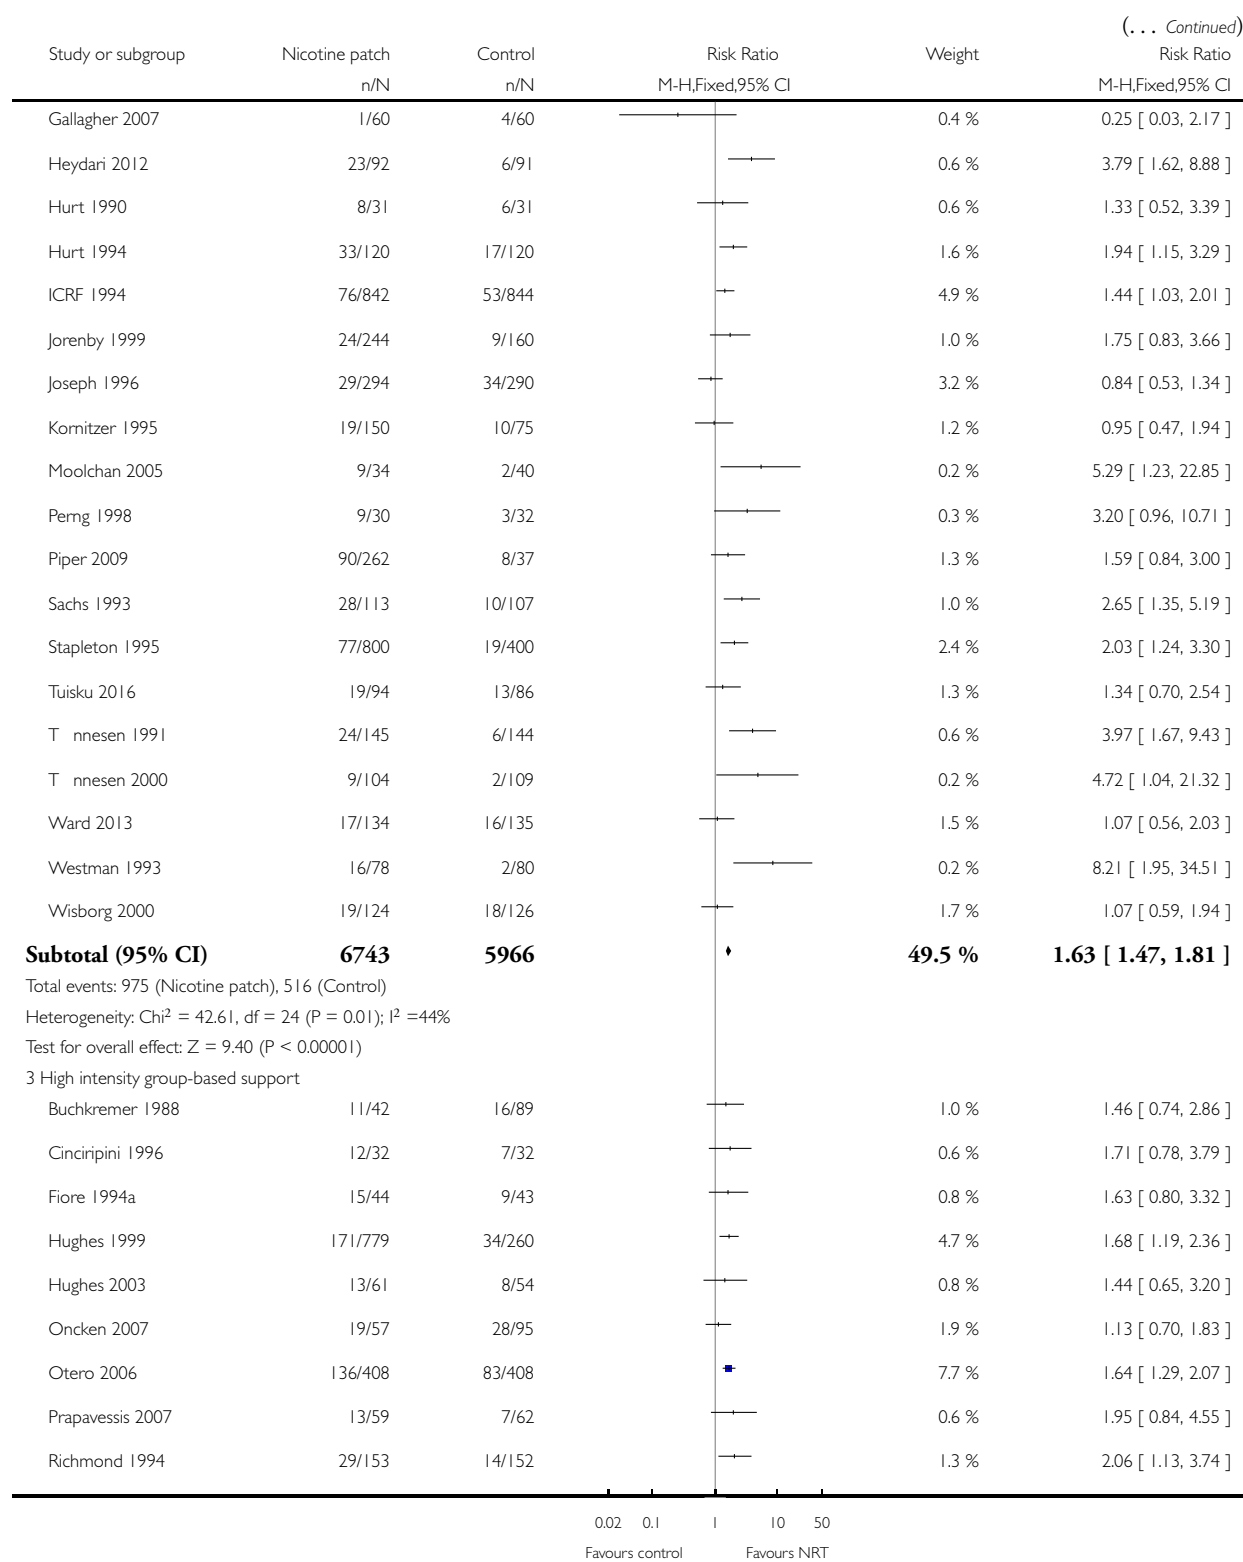 (... Continued)
Study or subgroup Nicotine patch Control Risk Ratio Weight Risk Ratio
n/N n/N M-H,Fixed,95% CI M-H,Fixed,95% CI
Gallagher 2007 1/60 4/60 0.4 % 0.25 [ 0.03, 2.17 ]
Heydari 2012 23/92 6/91 0.6 % 3.79 [ 1.62, 8.88 ]
Hurt 1990 8/31 6/31 0.6 % 1.33 [ 0.52, 3.39 ]
Hurt 1994 33/120 17/120 1.6 % 1.94 [ 1.15, 3.29 ]
ICRF 1994 76/842 53/844 4.9 % 1.44 [ 1.03, 2.01 ]
Jorenby 1999 24/244 9/160 1.0 % 1.75 [ 0.83, 3.66 ]
Joseph 1996 29/294 34/290 3.2 % 0.84 [ 0.53, 1.34 ]
Kornitzer 1995 19/150 10/75 1.2 % 0.95 [ 0.47, 1.94 ]
Moolchan 2005 9/34 2/40 0.2 % 5.29 [ 1.23, 22.85 ]
Perng 1998 9/30 3/32 0.3 % 3.20 [ 0.96, 10.71 ]
Piper 2009 90/262 8/37 1.3 % 1.59 [ 0.84, 3.00 ]
Sachs 1993 28/113 10/107 1.0 % 2.65 [ 1.35, 5.19 ]
Stapleton 1995 77/800 19/400 2.4 % 2.03 [ 1.24, 3.30 ]
Tuisku 2016 19/94 13/86 1.3 % 1.34 [ 0.70, 2.54 ]
T nnesen 1991 24/145 6/144 0.6 % 3.97 [ 1.67, 9.43 ]
T nnesen 2000 9/104 2/109 0.2 % 4.72 [ 1.04, 21.32 ]
Ward 2013 17/134 16/135 1.5 % 1.07 [ 0.56, 2.03 ]
Westman 1993 16/78 2/80 0.2 % 8.21 [ 1.95, 34.51 ]
Wisborg 2000 19/124 18/126 1.7 % 1.07 [ 0.59, 1.94 ]
Subtotal (95% CI) 6743 5966 49.5 % 1.63 [ 1.47, 1.81 ]
Total events: 975 (Nicotine patch), 516 (Control)
Heterogeneity: Chi² = 42.61, df = 24 (P = 0.01); I² =44%
Test for overall effect: Z = 9.40 (P < 0.00001)
3 High intensity group-based support
Buchkremer 1988 11/42 16/89 1.0 % 1.46 [ 0.74, 2.86 ]
Cinciripini 1996 12/32 7/32 0.6 % 1.71 [ 0.78, 3.79 ]
Fiore 1994a 15/44 9/43 0.8 % 1.63 [ 0.80, 3.32 ]
Hughes 1999 171/779 34/260 4.7 % 1.68 [ 1.19, 2.36 ]
Hughes 2003 13/61 8/54 0.8 % 1.44 [ 0.65, 3.20 ]
Oncken 2007 19/57 28/95 1.9 % 1.13 [ 0.70, 1.83 ]
Otero 2006 136/408 83/408 7.7 % 1.64 [ 1.29, 2.07 ]
Prapavessis 2007 13/59 7/62 0.6 % 1.95 [ 0.84, 4.55 ]
Richmond 1994 29/153 14/152 1.3 % 2.06 [ 1.13, 3.74 ]
0.02 0.1 1 10 50
Favours control Favours NRT